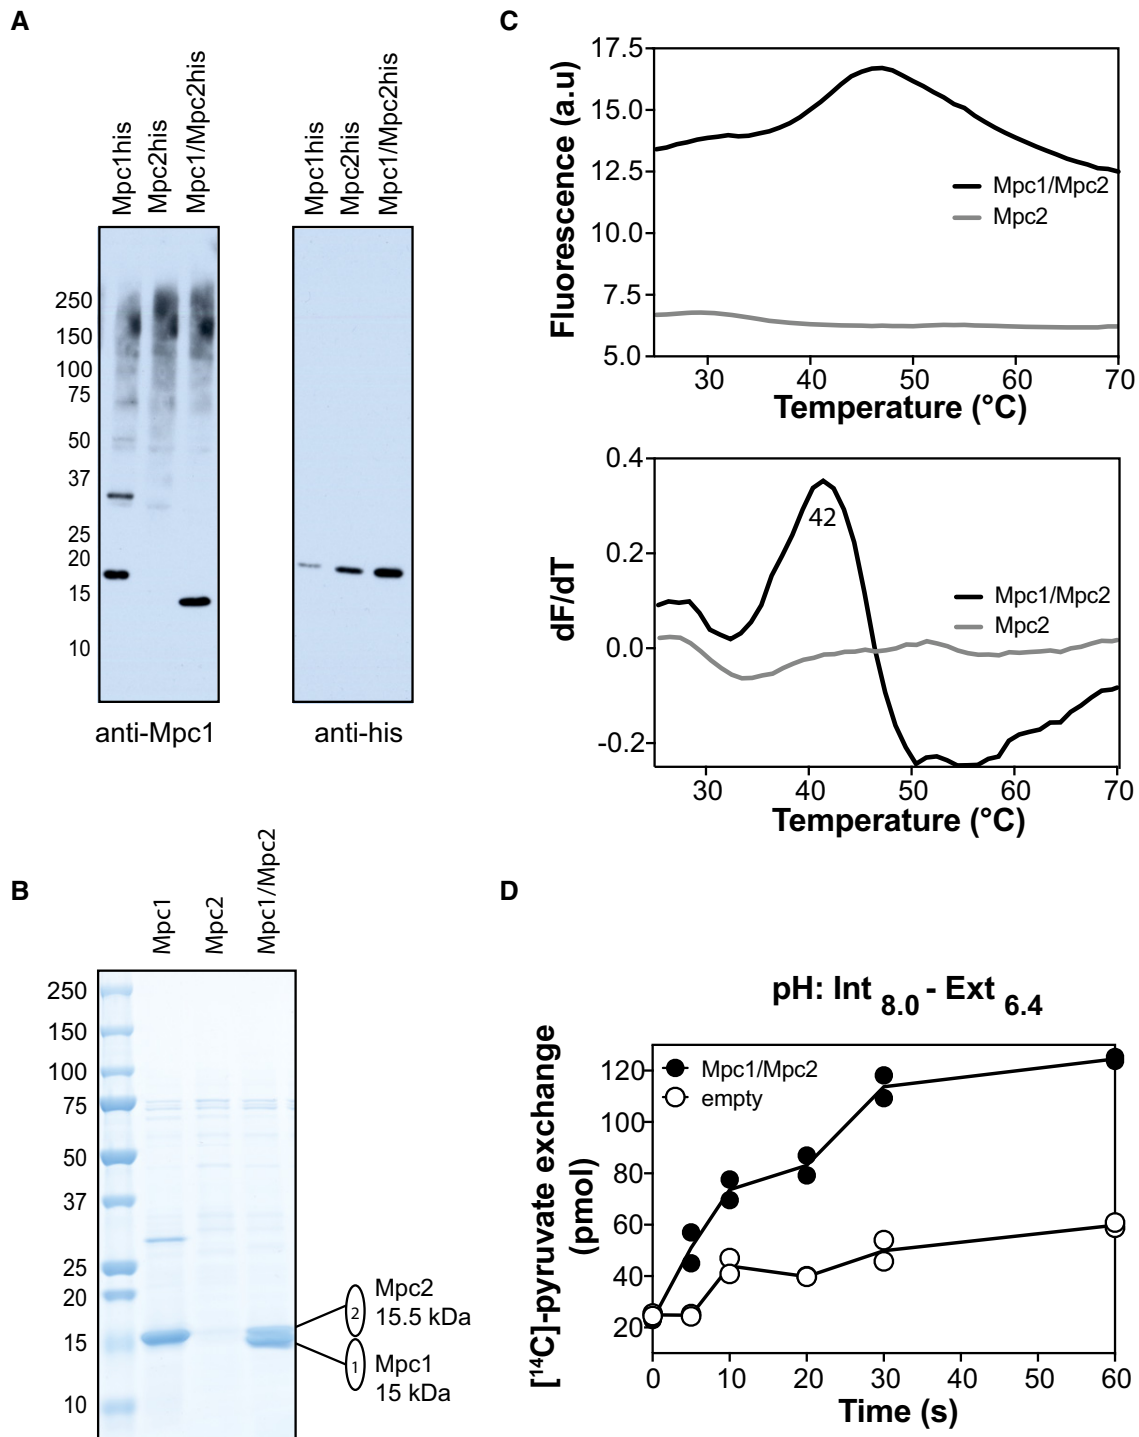 A
Mpc1his
Mpc2his
Mpc1/Mpc2his
Mpc1his
Mpc2his
Mpc1/Mpc2his
250
150
100
75
50
37
25
20
15
10
anti-Mpc1
anti-his
B
Mpc1
Mpc2
Mpc1/Mpc2
250
150
100
75
50
37
25
20
15
10
2
Mpc2
15.5 kDa
1
Mpc1
15 kDa
C
Fluorescence (a.u)
17.5
15.0
12.5
10.0
7.5
5.0
Mpc1/Mpc2
Mpc2
30 40 50 60 70
Temperature (°C)
dF/dT
0.4
0.2
0.0
-0.2
42
Mpc1/Mpc2
Mpc2
30 40 50 60 70
Temperature (°C)
D
pH: Int 8.0 - Ext 6.4
[¹⁴C]-pyruvate exchange
(pmol)
120
100
80
60
40
20
Mpc1/Mpc2
empty
0 10 20 30 40 50 60
Time (s)